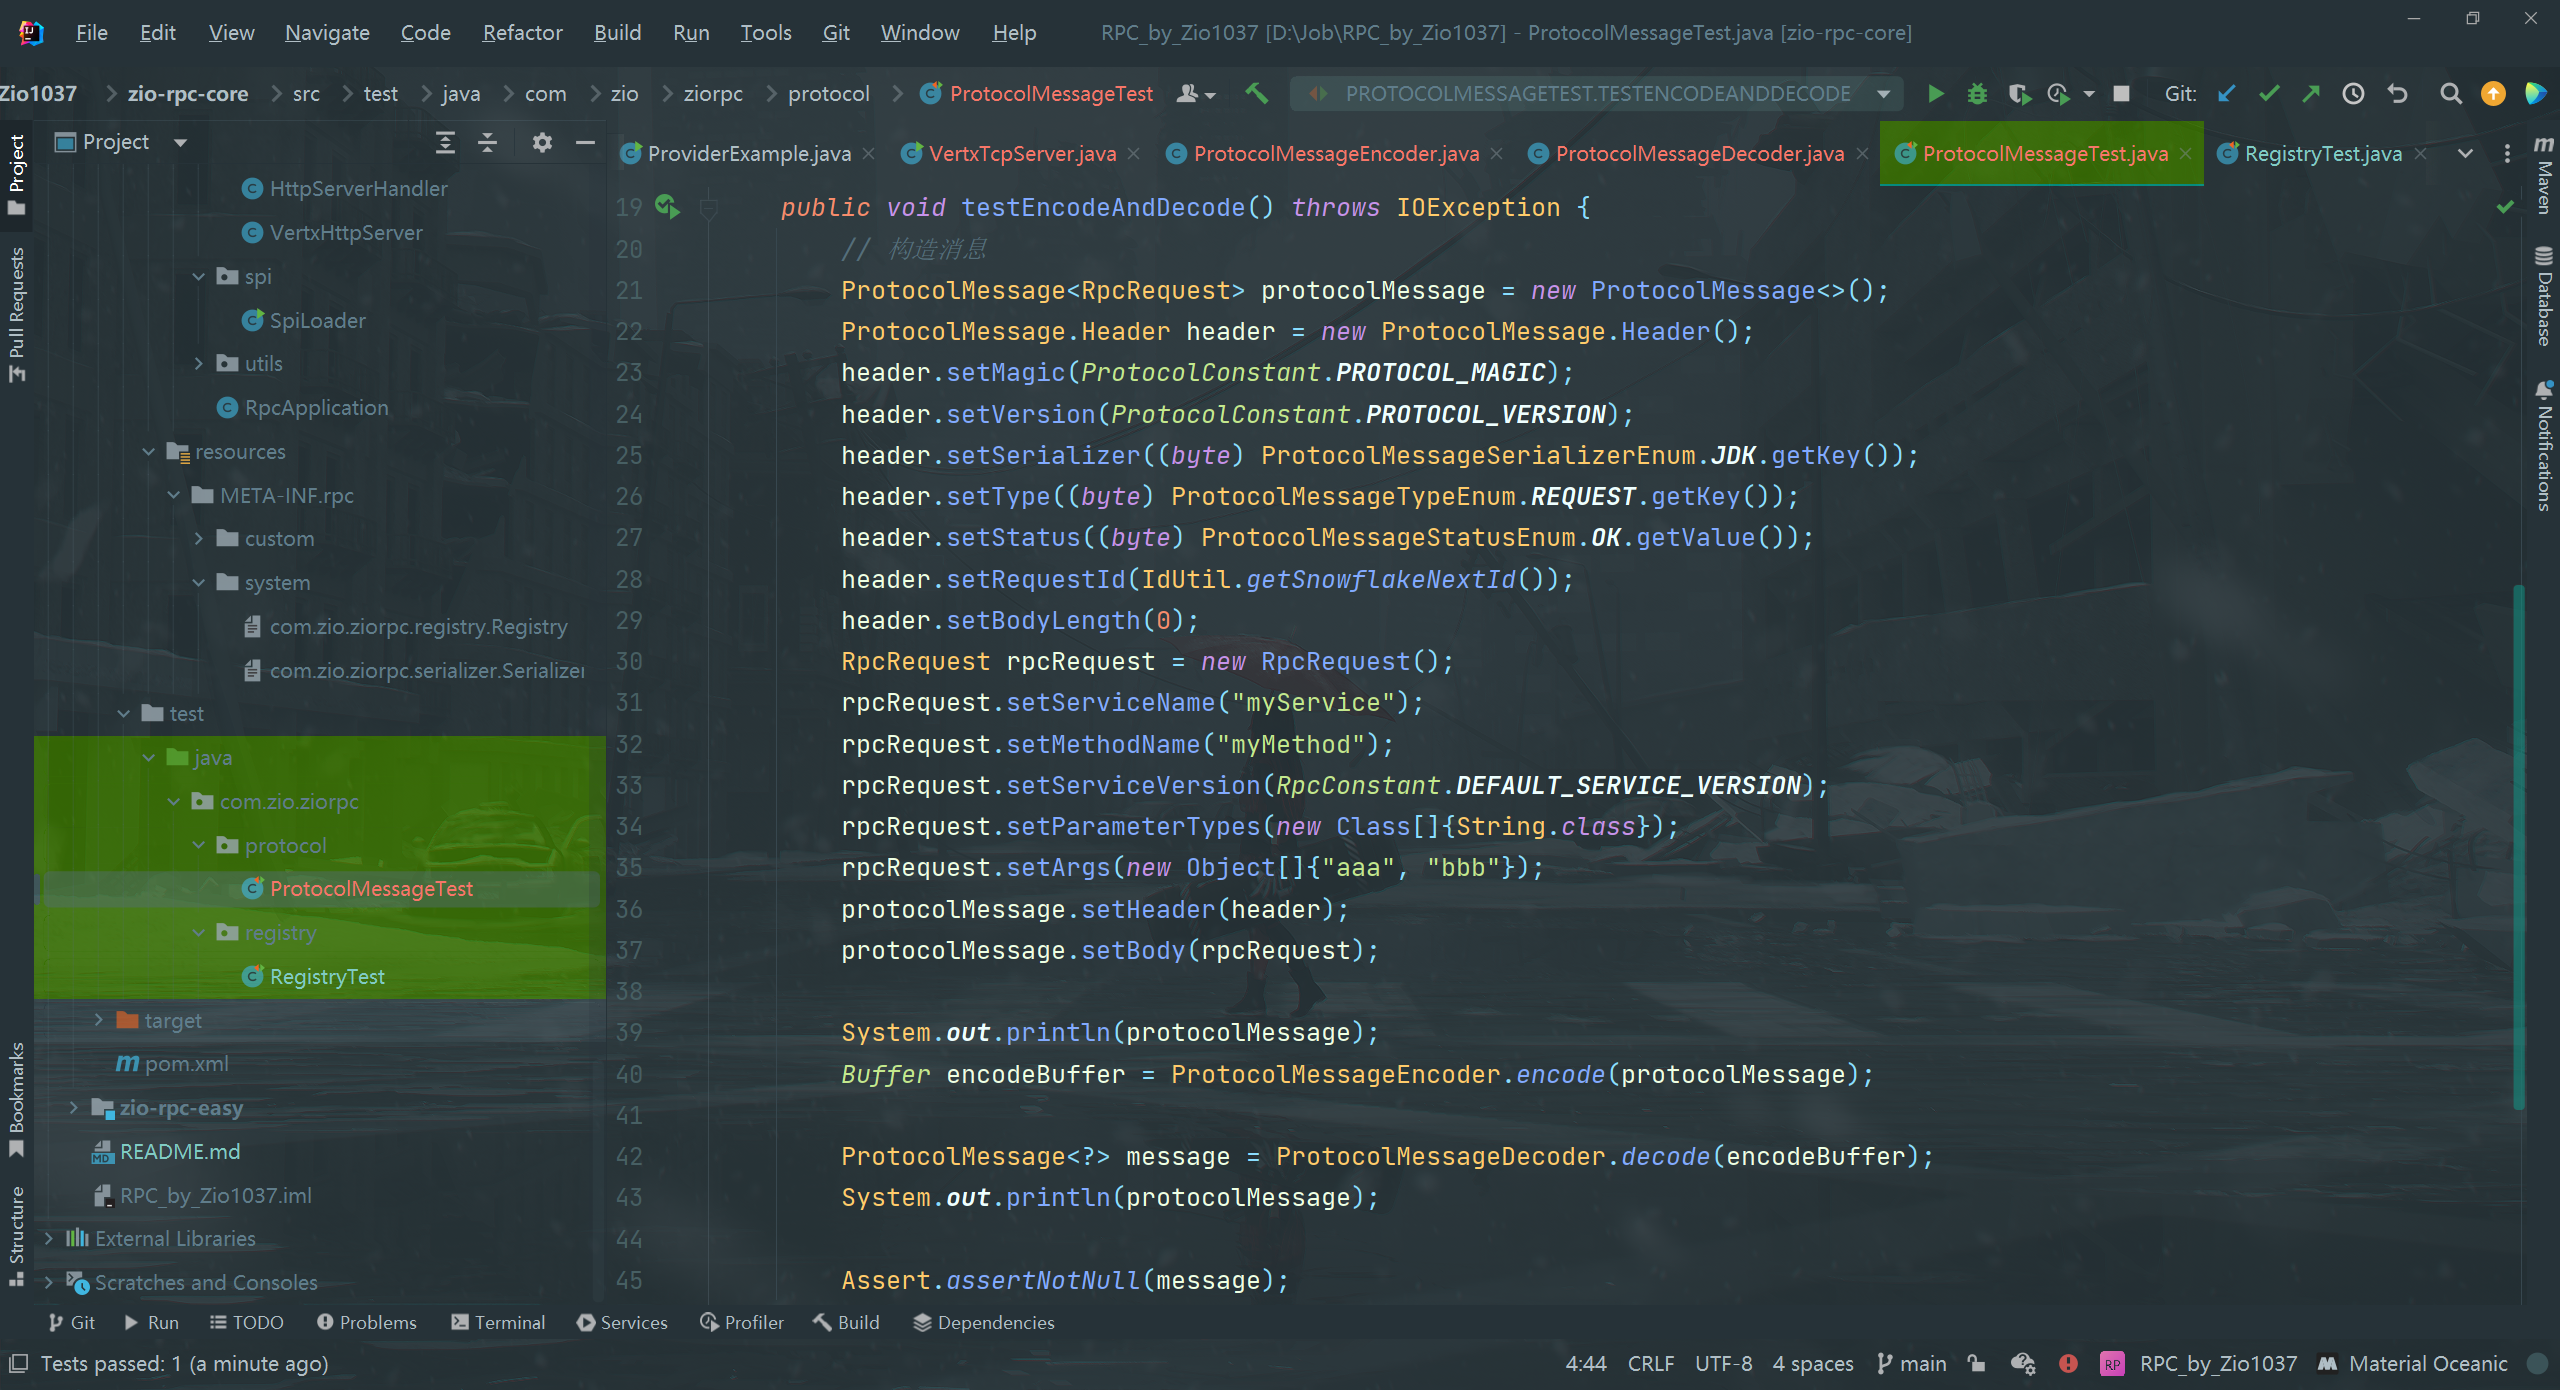 File Edit View Navigate Code Refactor Build Run Tools Git Window Help RPC_by_Zio1037 [D:\Job\RPC_by_Zio1037] - ProtocolMessageTest.java [zio-rpc-core]
Zio1037 zio-rpc-core src test java com zio ziorpc protocol ProtocolMessageTest PROTOCOLMESSAGETEST.TESTENCODEANDDECODE Git:
Project
ProviderExample.java VertxTcpServer.java ProtocolMessageEncoder.java ProtocolMessageDecoder.java ProtocolMessageTest.java RegistryTest.java
Project
Pull Requests
Bookmarks
Structure
HttpServerHandler
VertxHttpServer
spi
SpiLoader
utils
RpcApplication
resources
META-INF.rpc
custom
system
com.zio.ziorpc.registry.Registry
com.zio.ziorpc.serializer.Serializer
test
java
com.zio.ziorpc
protocol
ProtocolMessageTest
registry
RegistryTest
target
pom.xml
zio-rpc-easy
README.md
RPC_by_Zio1037.iml
External Libraries
Scratches and Consoles
19 public void testEncodeAndDecode() throws IOException {
20 // 构造消息
21 ProtocolMessage<RpcRequest> protocolMessage = new ProtocolMessage<>();
22 ProtocolMessage.Header header = new ProtocolMessage.Header();
23 header.setMagic(ProtocolConstant.PROTOCOL_MAGIC);
24 header.setVersion(ProtocolConstant.PROTOCOL_VERSION);
25 header.setSerializer((byte) ProtocolMessageSerializerEnum.JDK.getKey());
26 header.setType((byte) ProtocolMessageTypeEnum.REQUEST.getKey());
27 header.setStatus((byte) ProtocolMessageStatusEnum.OK.getValue());
28 header.setRequestId(IdUtil.getSnowflakeNextId());
29 header.setBodyLength(0);
30 RpcRequest rpcRequest = new RpcRequest();
31 rpcRequest.setServiceName("myService");
32 rpcRequest.setMethodName("myMethod");
33 rpcRequest.setServiceVersion(RpcConstant.DEFAULT_SERVICE_VERSION);
34 rpcRequest.setParameterTypes(new Class[]{String.class});
35 rpcRequest.setArgs(new Object[]{"aaa", "bbb"});
36 protocolMessage.setHeader(header);
37 protocolMessage.setBody(rpcRequest);
38
39 System.out.println(protocolMessage);
40 Buffer encodeBuffer = ProtocolMessageEncoder.encode(protocolMessage);
41
42 ProtocolMessage<?> message = ProtocolMessageDecoder.decode(encodeBuffer);
43 System.out.println(protocolMessage);
44
45 Assert.assertNotNull(message);
Maven
Database
Notifications
Git Run TODO Problems Terminal Services Profiler Build Dependencies
Tests passed: 1 (a minute ago) 4:44 CRLF UTF-8 4 spaces main RP RPC_by_Zio1037 Material Oceanic